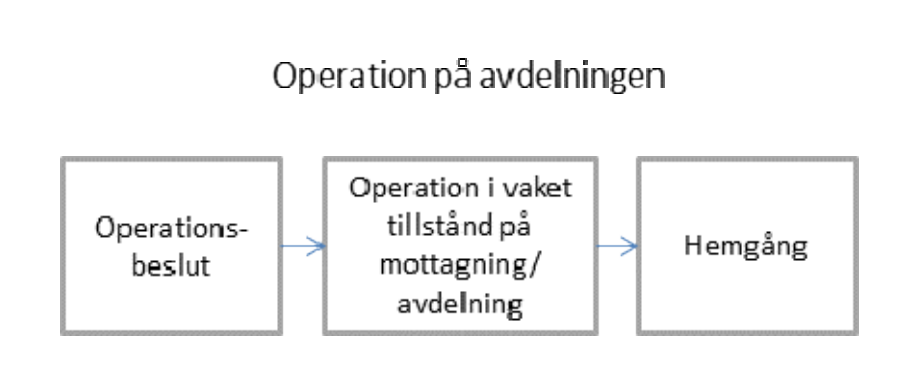 Operation på avdelningen
Operations-
beslut
Operation i vaket
tillstånd på
mottagning/
avdelning
Hemgång